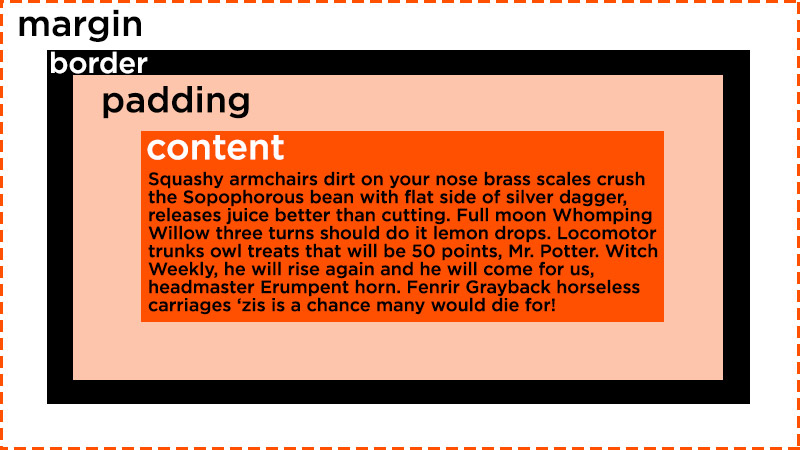 margin
border
padding
content
Squashy armchairs dirt on your nose brass scales crush
the Sopophorous bean with flat side of silver dagger,
releases juice better than cutting. Full moon Whomping
Willow three turns should do it lemon drops. Locomotor
trunks owl treats that will be 50 points, Mr. Potter. Witch
Weekly, he will rise again and he will come for us,
headmaster Erumpent horn. Fenrir Grayback horseless
carriages ‘zis is a chance many would die for!